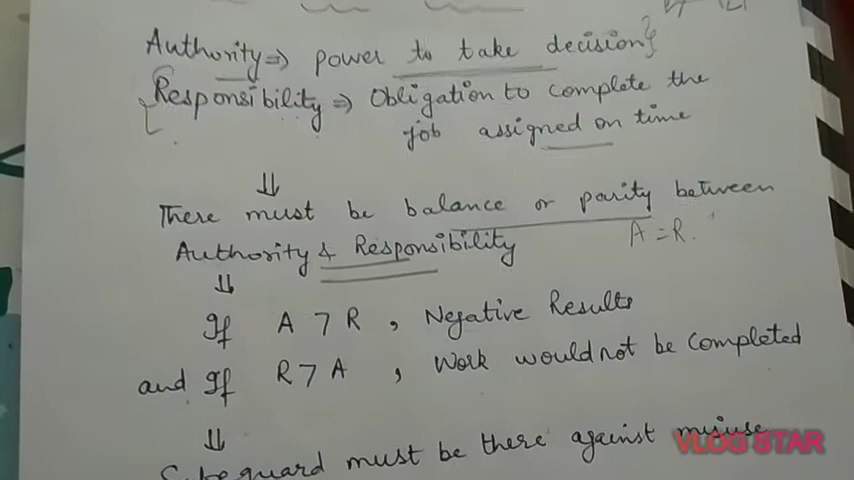 Authority => power to take decision}
{Responsibility => Obligation to complete the
job assigned on time
⇓
There must be balance or parity between
Authority & Responsibility A = R.
⇓
If A > R , Negative Results
and If R > A , Work would not be completed
⇓
Safeguard must be there against misuse
VLOG STAR